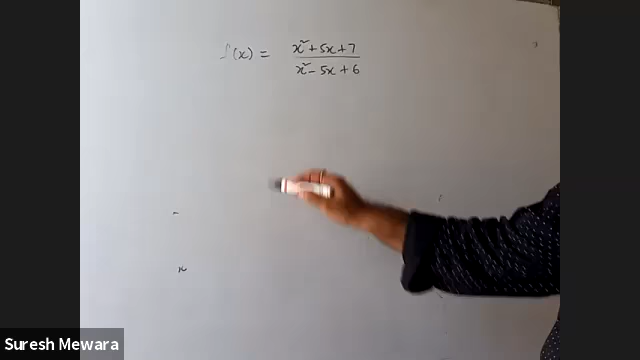 f(x) = x²+5x+7 / x²-5x+6
x
Suresh Mewara